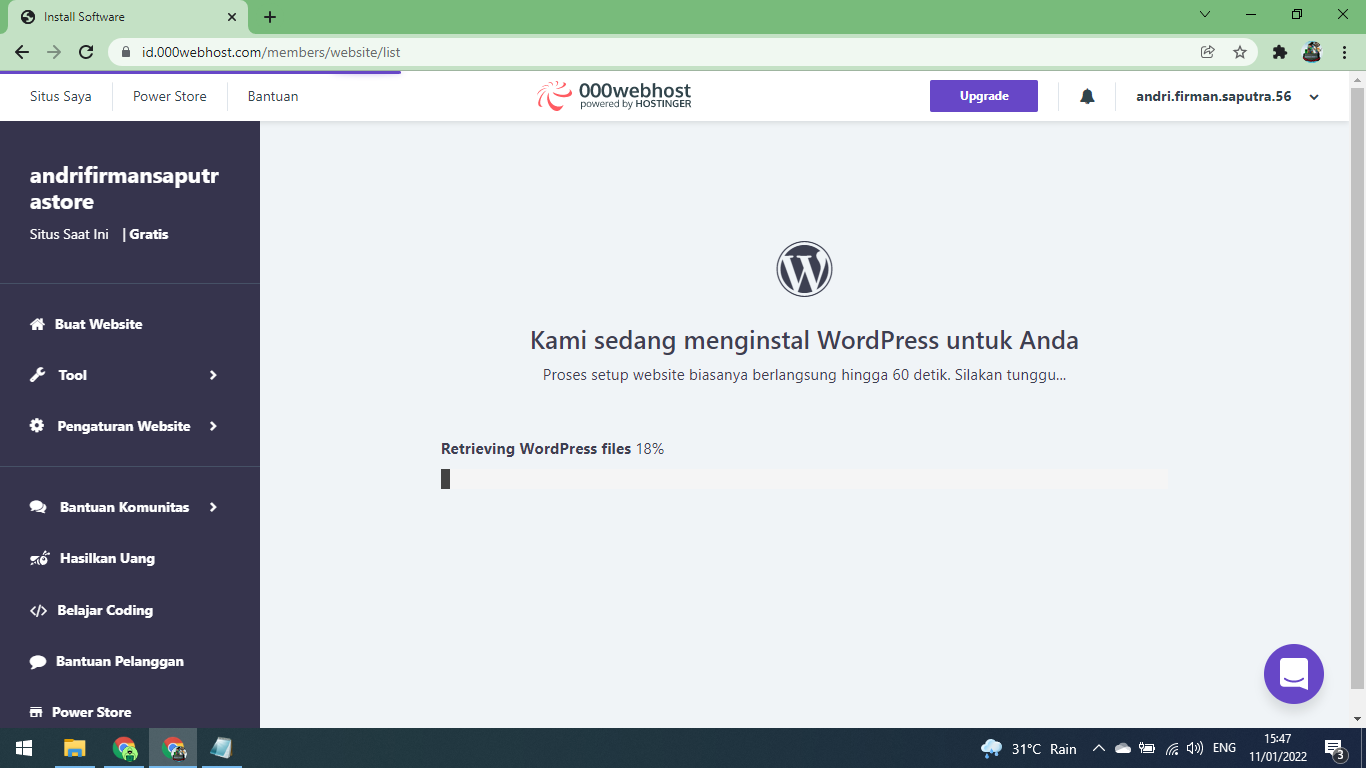 Install Software
id.000webhost.com/members/website/list
Situs Saya
Power Store
Bantuan
000webhost
powered by HOSTINGER
Upgrade
andri.firman.saputra.56
andrifirmansaputr
astore
Situs Saat Ini | Gratis
Buat Website
Tool
Pengaturan Website
Bantuan Komunitas
Hasilkan Uang
Belajar Coding
Bantuan Pelanggan
Power Store
Kami sedang menginstal WordPress untuk Anda
Proses setup website biasanya berlangsung hingga 60 detik. Silakan tunggu...
Retrieving WordPress files 18%
31°C Rain
ENG
15:47
11/01/2022
3